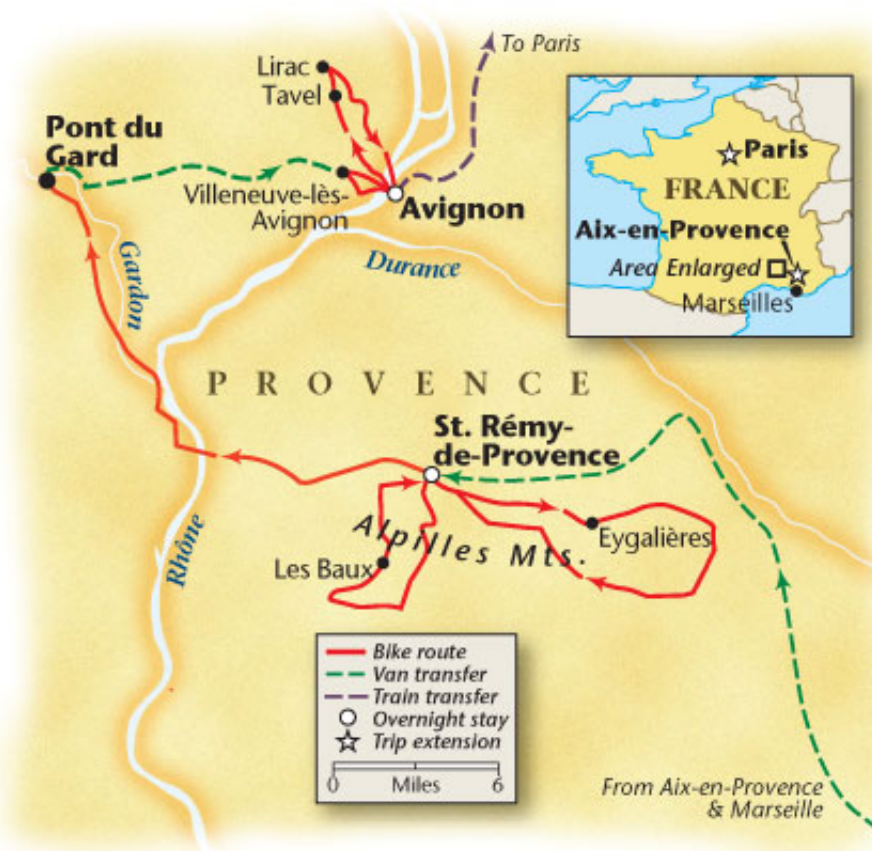 To Paris
Lirac
Tavel
Pont du
Gard
Villeneuve-lès-
Avignon
Avignon
Gardon
Durance
Paris
FRANCE
Aix-en-Provence
Area Enlarged
Marseilles
PROVENCE
St. Rémy-
de-Provence
Alpilles Mts.
Eygalières
Les Baux
Rhône
Bike route
Van transfer
Train transfer
Overnight stay
Trip extension
0 Miles 6
From Aix-en-Provence
& Marseille